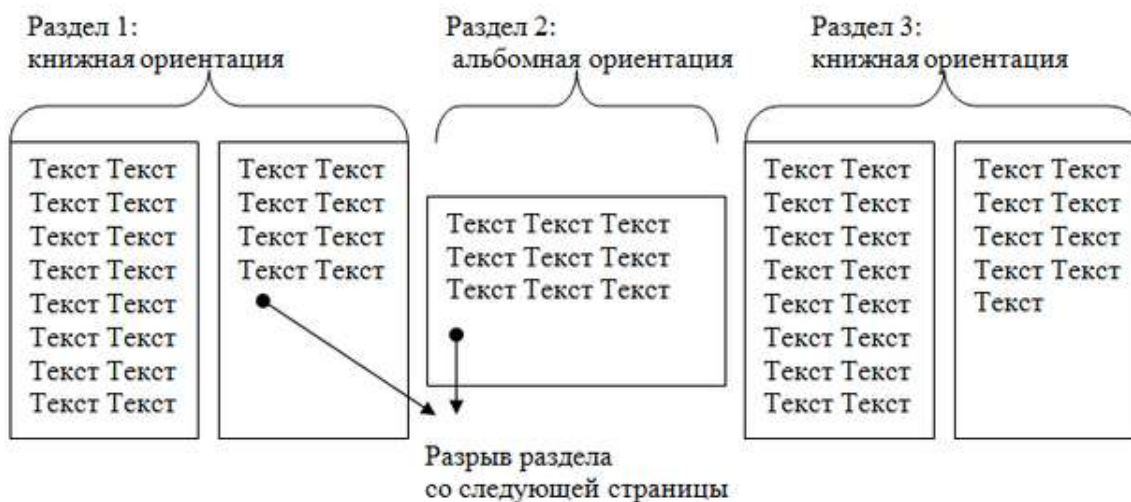 Раздел 1:
книжная ориентация
Раздел 2:
альбомная ориентация
Раздел 3:
книжная ориентация
Текст Текст
Текст Текст
Текст Текст
Текст Текст
Текст Текст
Текст Текст
Текст Текст
Текст Текст
Текст Текст
Текст Текст
Текст Текст
Текст Текст
Текст Текст Текст
Текст Текст Текст
Текст Текст Текст
Текст Текст
Текст Текст
Текст Текст
Текст Текст
Текст Текст
Текст Текст
Текст Текст
Текст Текст
Текст Текст
Текст Текст
Текст Текст
Текст Текст
Текст
Разрыв раздела
со следующей страницы